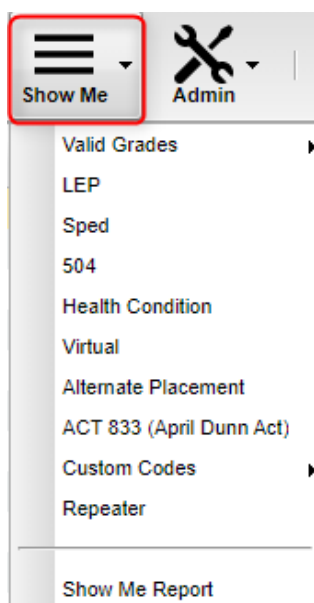 Show Me
Admin
Valid Grades
LEP
Sped
504
Health Condition
Virtual
Alternate Placement
ACT 833 (April Dunn Act)
Custom Codes
Repeater
Show Me Report